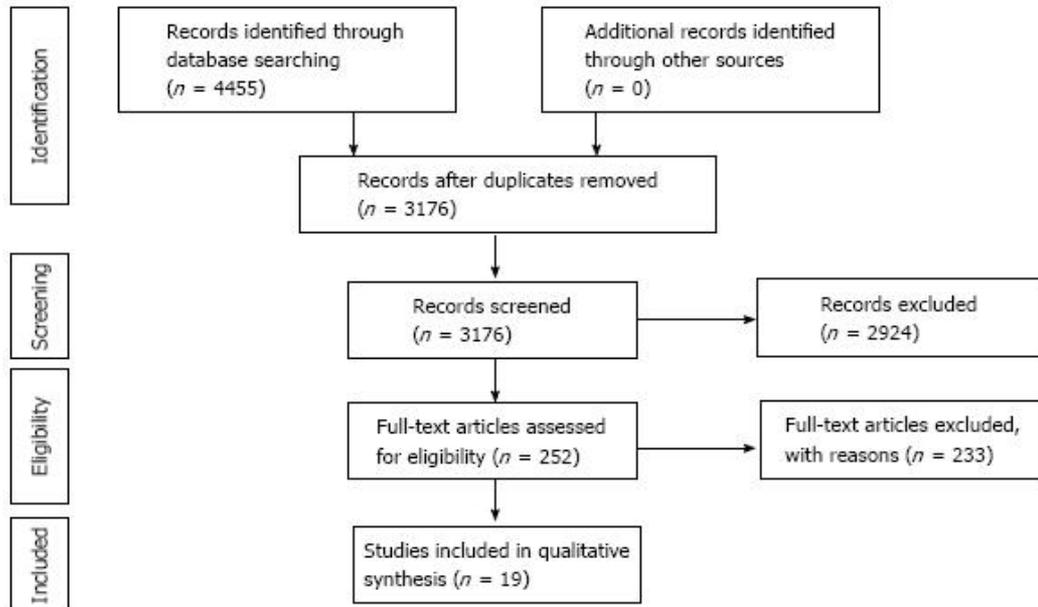 Identification
Records identified through
database searching
(n = 4455)
Additional records identified
through other sources
(n = 0)
Records after duplicates removed
(n = 3176)
Screening
Records screened
(n = 3176)
Records excluded
(n = 2924)
Eligibility
Full-text articles assessed
for eligibility (n = 252)
Full-text articles excluded,
with reasons (n = 233)
Included
Studies included in qualitative
synthesis (n = 19)